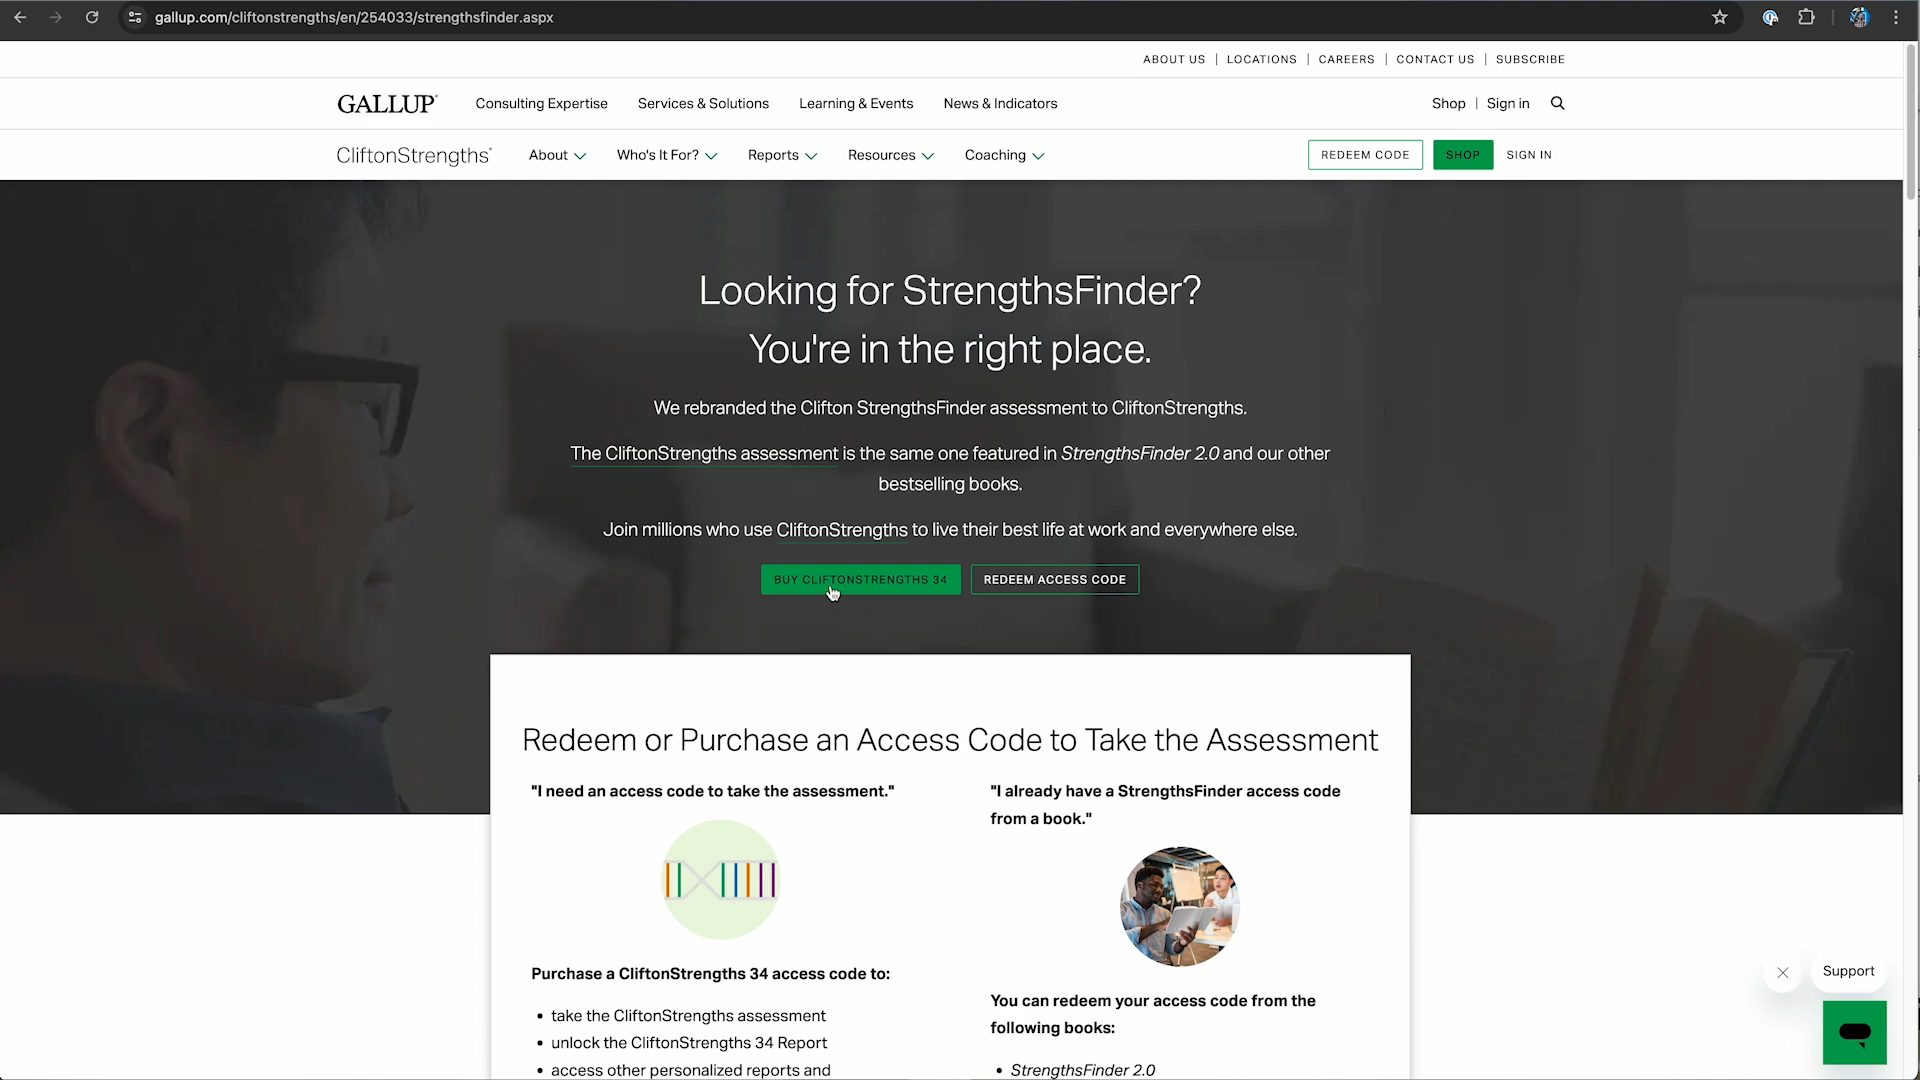 gallup.com/cliftonstrengths/en/254033/strengthsfinder.aspx
ABOUT US | LOCATIONS | CAREERS | CONTACT US | SUBSCRIBE
GALLUP® Consulting Expertise Services & Solutions Learning & Events News & Indicators Shop | Sign in
CliftonStrengths® About Who's It For? Reports Resources Coaching REDEEM CODE SHOP SIGN IN
Looking for StrengthsFinder?
You're in the right place.
We rebranded the Clifton StrengthsFinder assessment to CliftonStrengths.
The CliftonStrengths assessment is the same one featured in StrengthsFinder 2.0 and our other
bestselling books.
Join millions who use CliftonStrengths to live their best life at work and everywhere else.
BUY CLIFTONSTRENGTHS 34 REDEEM ACCESS CODE
Redeem or Purchase an Access Code to Take the Assessment
"I need an access code to take the assessment."
Purchase a CliftonStrengths 34 access code to:
• take the CliftonStrengths assessment
• unlock the CliftonStrengths 34 Report
• access other personalized reports and
"I already have a StrengthsFinder access code
from a book."
You can redeem your access code from the
following books:
• StrengthsFinder 2.0
Support